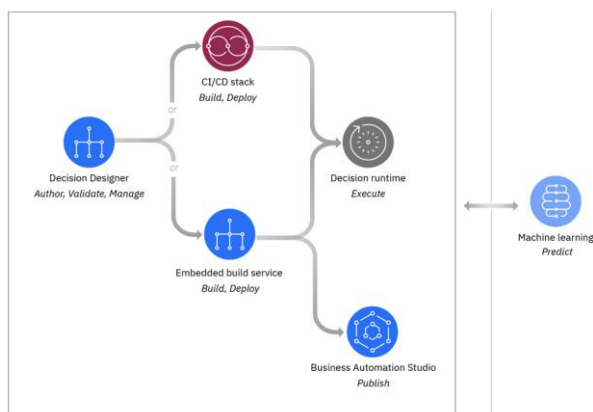 CI/CD stack
Build, Deploy
or
Decision Designer
Author, Validate, Manage
or
Decision runtime
Execute
Embedded build service
Build, Deploy
Machine learning
Predict
Business Automation Studio
Publish